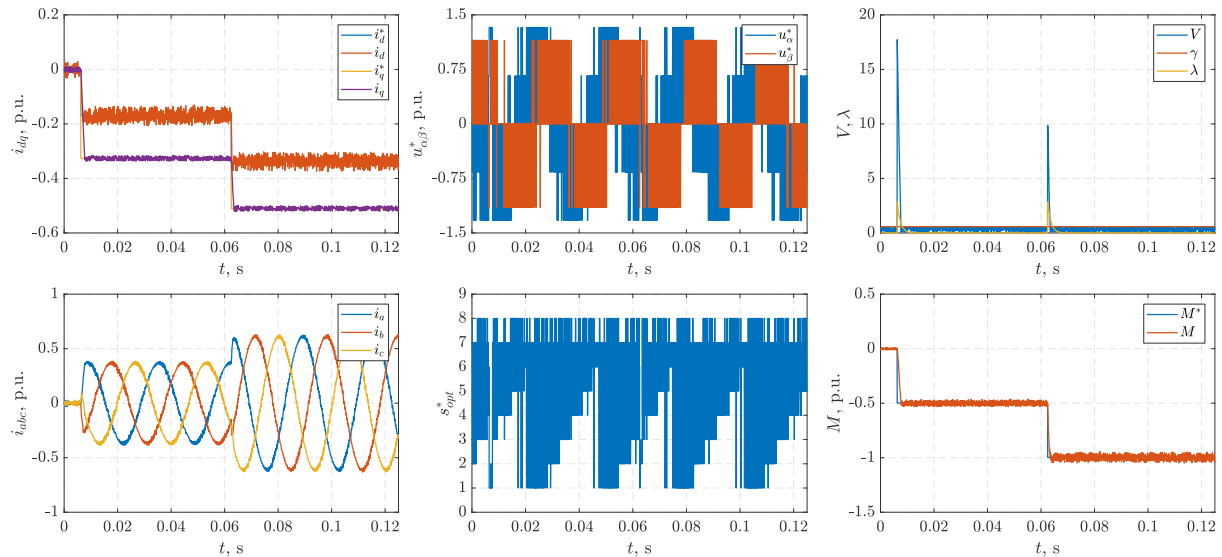 0.2
0
-0.2
-0.4
-0.6
i_{dq}, p.u.
0 0.02 0.04 0.06 0.08 0.1 0.12
t, s
i_d^*
i_d
i_q^*
i_q
1.5
0.75
0
-0.75
-1.5
u_{αβ}^*, p.u.
0 0.02 0.04 0.06 0.08 0.1 0.12
t, s
u_α^*
u_β^*
20
15
10
5
0
V, λ
0 0.02 0.04 0.06 0.08 0.1 0.12
t, s
V
γ
λ
1
0.5
0
-0.5
-1
i_{abc}, p.u.
0 0.02 0.04 0.06 0.08 0.1 0.12
t, s
i_a
i_b
i_c
9
8
7
6
5
4
3
2
1
0
s_{opt}^*
0 0.02 0.04 0.06 0.08 0.1 0.12
t, s
-0.5
0
-0.5
-1
-1.5
M, p.u.
0 0.02 0.04 0.06 0.08 0.1 0.12
t, s
M^*
M